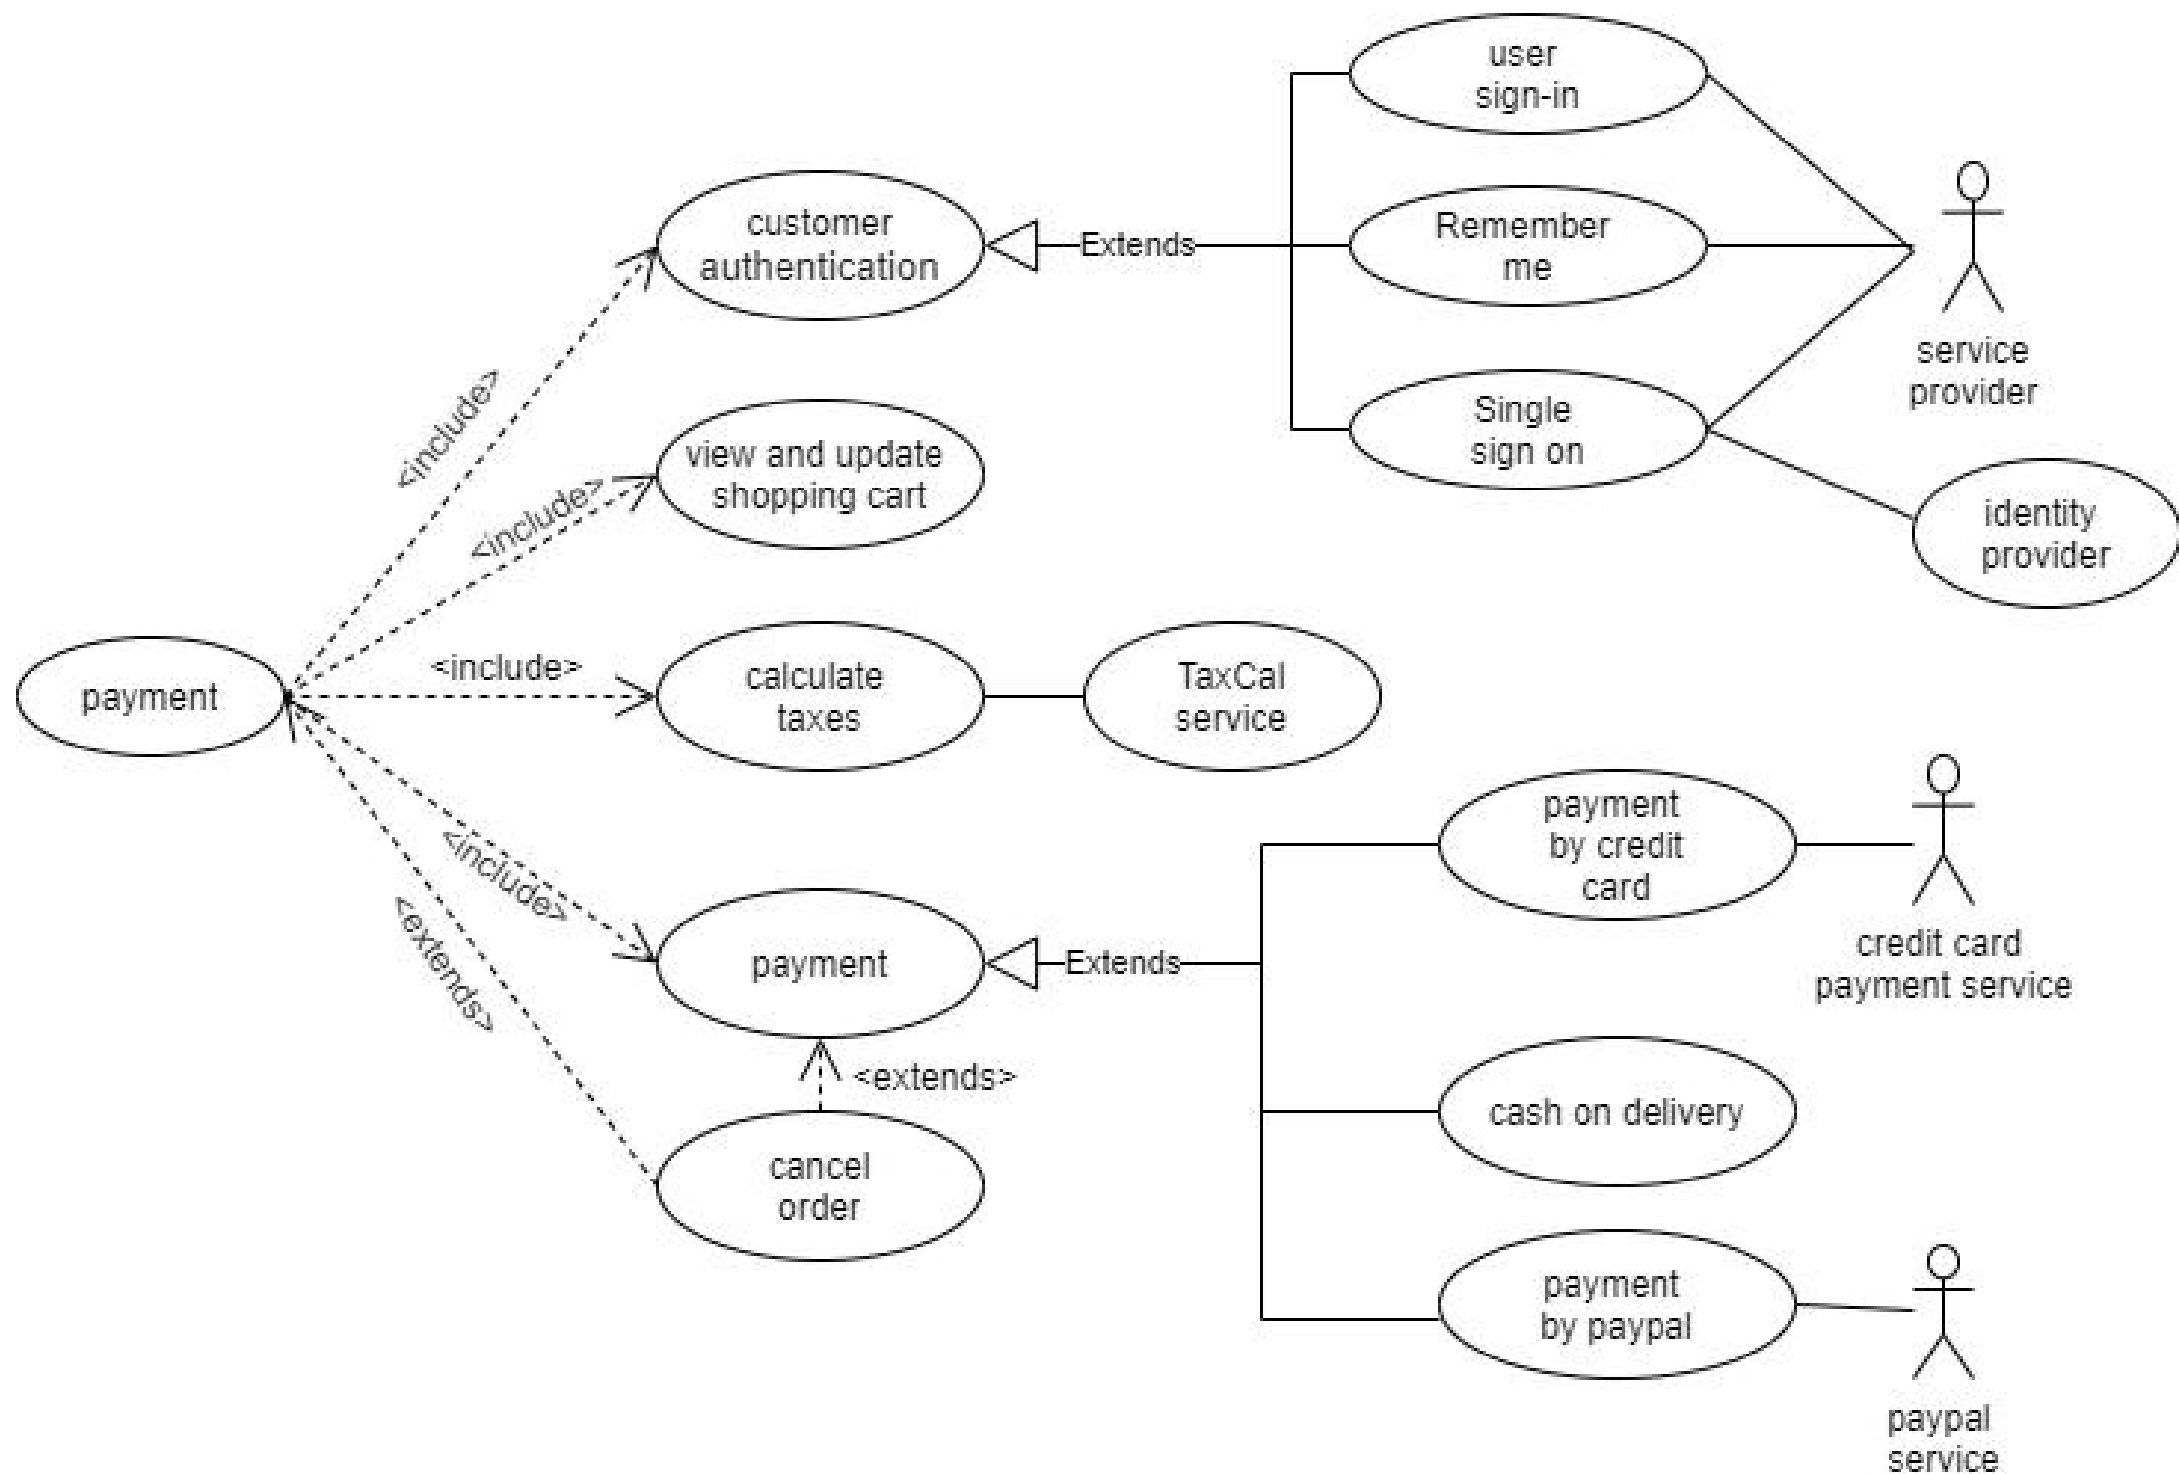 user
sign-in
customer
authentication
Extends
Remember
me
service
provider
<include>
view and update
shopping cart
<include>
Single
sign on
identity
provider
payment
<include>
calculate
taxes
TaxCal
service
<include>
<extends>
payment
Extends
payment
by credit
card
credit card
payment service
<extends>
cancel
order
cash on delivery
payment
by paypal
paypal
service